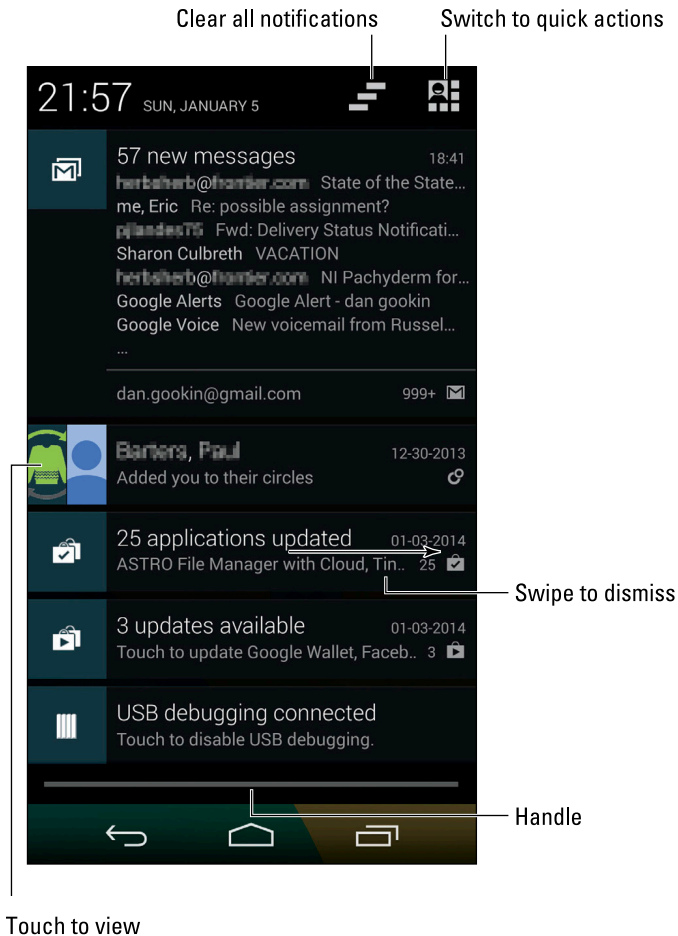 Clear all notifications
Switch to quick actions
21:57 SUN, JANUARY 5
57 new messages 18:41
State of the State...
me, Eric Re: possible assignment?
Fwd: Delivery Status Notificati...
Sharon Culbreth VACATION
NI Pachyderm for...
Google Alerts Google Alert - dan gookin
Google Voice New voicemail from Russel...
...
dan.gookin@gmail.com 999+
12-30-2013
Added you to their circles
25 applications updated 01-03-2014
ASTRO File Manager with Cloud, Tin.. 25
Swipe to dismiss
3 updates available 01-03-2014
Touch to update Google Wallet, Faceb.. 3
USB debugging connected
Touch to disable USB debugging.
Handle
Touch to view